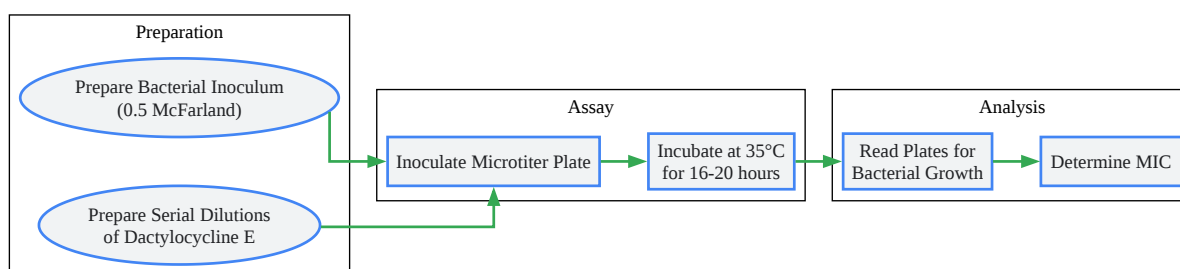 Preparation
Prepare Bacterial Inoculum
(0.5 McFarland)
Prepare Serial Dilutions
of Dactylocycline E
Assay
Inoculate Microtiter Plate
Incubate at 35°C
for 16-20 hours
Analysis
Read Plates for
Bacterial Growth
Determine MIC